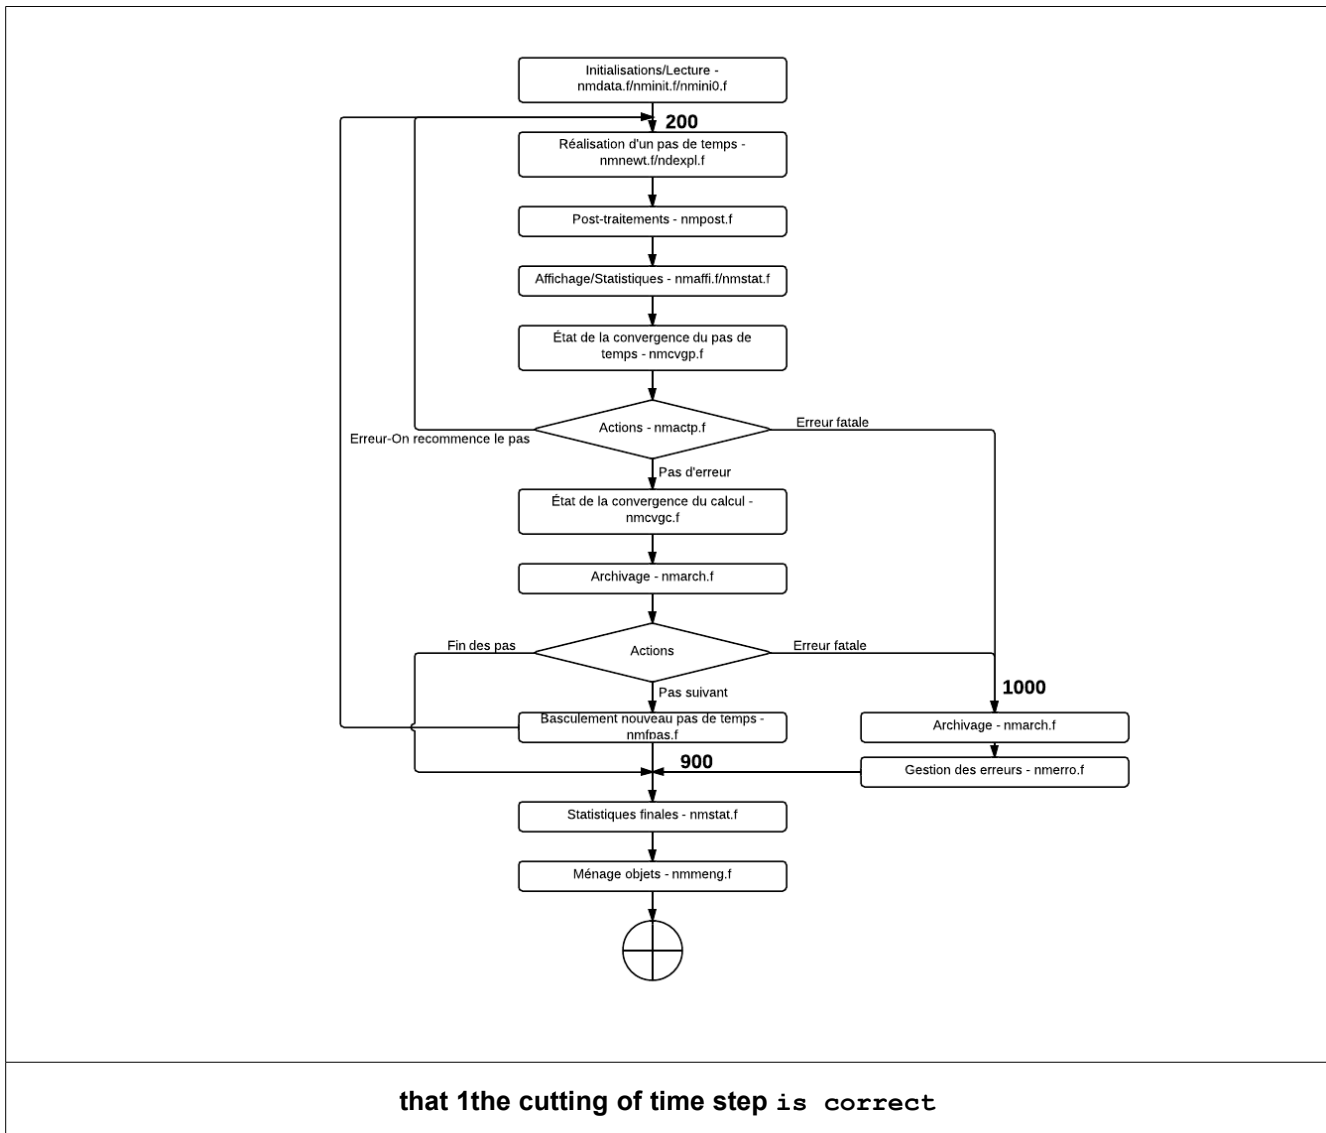 Initialisations/Lecture -
nmdata.f/nminit.f/nmini0.f
200
Réalisation d'un pas de temps -
nmnewt.f/ndexpl.f
Post-traitements - nmpost.f
Affichage/Statistiques - nmaffi.f/nmstat.f
État de la convergence du pas de
temps - nmcvgp.f
Actions - nmactp.f
Erreur fatale
Erreur-On recommence le pas
Pas d'erreur
État de la convergence du calcul -
nmcvgc.f
Archivage - nmarch.f
Fin des pas
Actions
Erreur fatale
Pas suivant
1000
Basculement nouveau pas de temps -
nmfpas.f
Archivage - nmarch.f
900
Gestion des erreurs - nmerro.f
Statistiques finales - nmstat.f
Ménage objets - nmmeng.f
that 1the cutting of time step is correct